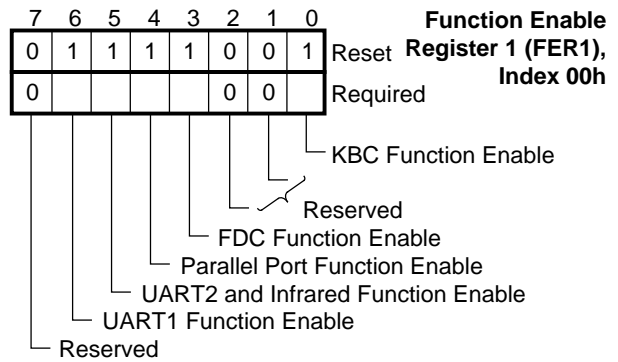 7 6 5 4 3 2 1 0
Function Enable
Register 1 (FER1),
Index 00h
0 1 1 1 1 0 0 1 Reset
0 0 0 Required
KBC Function Enable
Reserved
FDC Function Enable
Parallel Port Function Enable
UART2 and Infrared Function Enable
UART1 Function Enable
Reserved